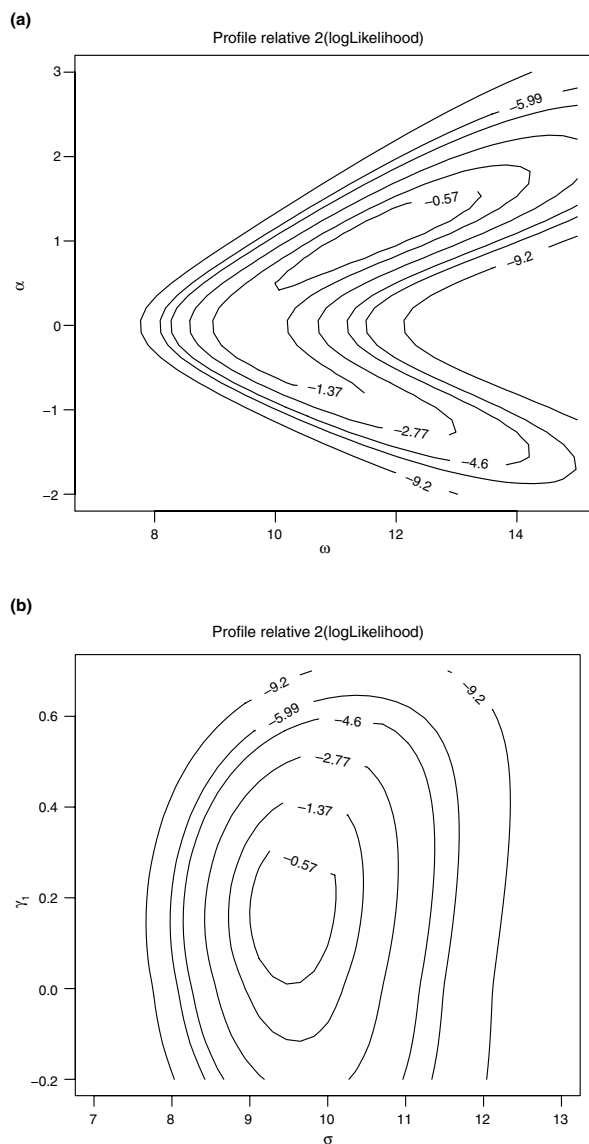 (a)
Profile relative 2(logLikelihood)
3
2
1
0
−1
−2
α
−5.99
−0.57
−9.2
−1.37
−2.77
−4.6
−9.2
8 10 12 14
ω
(b)
Profile relative 2(logLikelihood)
0.6
0.4
0.2
0.0
−0.2
γ1
−9.2
−9.2
−5.99
−4.6
−2.77
−1.37
−0.57
7 8 9 10 11 12 13
σ